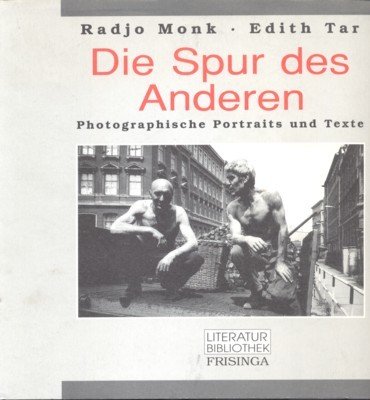 Radjo Monk · Edith Tar
Die Spur des
Anderen
Photographische Portraits und Texte
LITERATUR
BIBLIOTHEK
FRISINGA